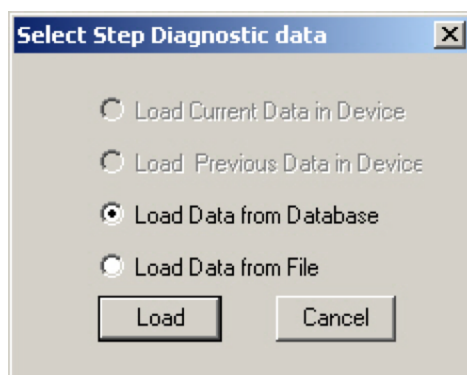 Select Step Diagnostic data
Load Current Data in Device
Load Previous Data in Device
Load Data from Database
Load Data from File
Load Cancel